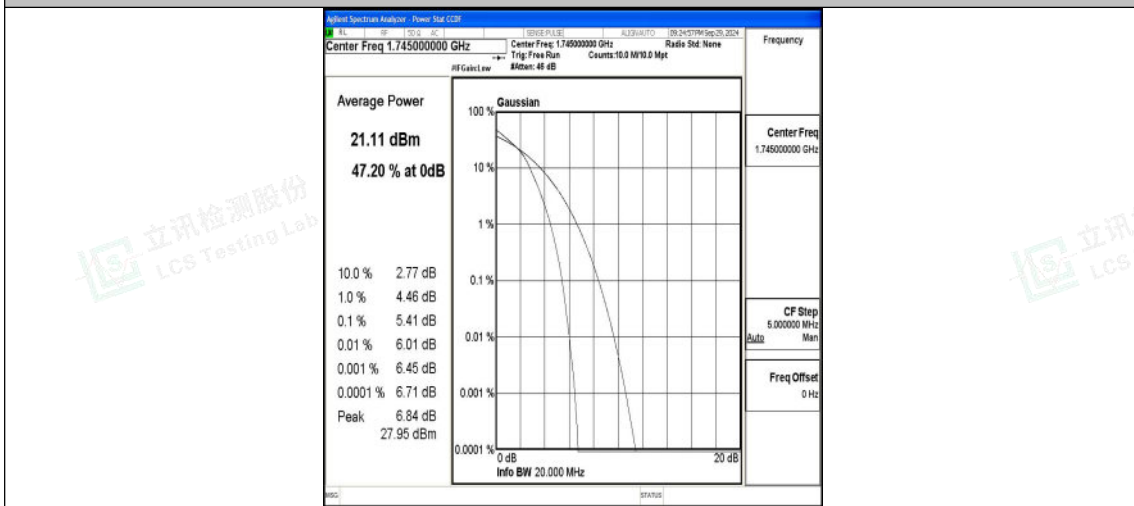 Agilent Spectrum Analyzer - Power Stat CCDF
RL RF 50 Ω AC SENSE:PULSE ALIGN AUTO 09:24:57 PM Sep 29, 2024
Center Freq 1.745000000 GHz
Center Freq: 1.745000000 GHz Radio Std: None
Trig: Free Run Counts:10.0 M/10.0 Mpt
#IFGain:Low #Atten: 46 dB
Frequency
Average Power
21.11 dBm
47.20 % at 0dB
10.0 % 2.77 dB
1.0 % 4.46 dB
0.1 % 5.41 dB
0.01 % 6.01 dB
0.001 % 6.45 dB
0.0001 % 6.71 dB
Peak 6.84 dB
27.95 dBm
Gaussian
100 %
10 %
1 %
0.1 %
0.01 %
0.001 %
0.0001 %
0 dB 20 dB
Info BW 20.000 MHz
Center Freq
1.745000000 GHz
CF Step
5.000000 MHz
Auto Man
Freq Offset
0 Hz
MSG STATUS
立讯检测股份
LCS Testing Lab
立讯
LCS